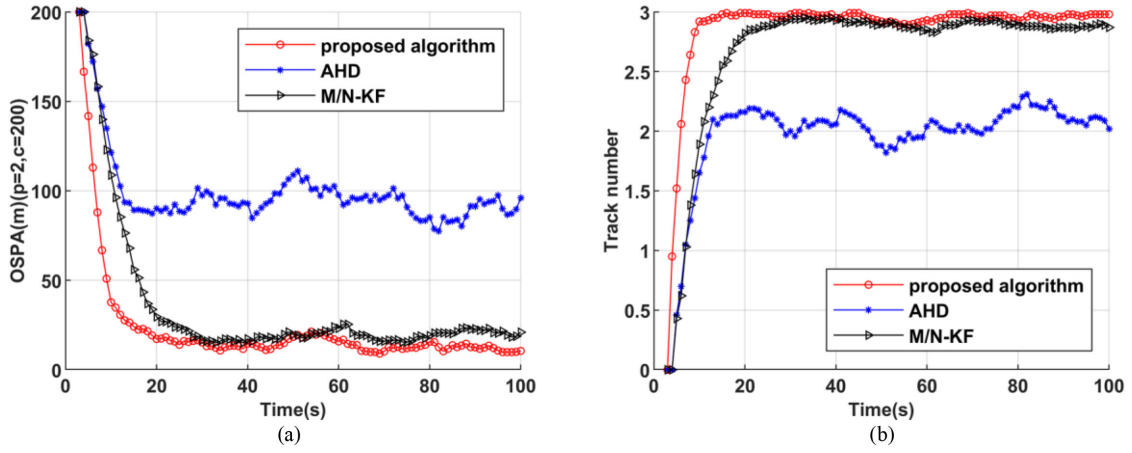 OSPA(m)(p=2,c=200)
200
150
100
50
0
0 20 40 60 80 100
Time(s)
proposed algorithm
AHD
M/N-KF
(a)
Track number
3
2.5
2
1.5
1
0.5
0
0 20 40 60 80 100
Time(s)
proposed algorithm
AHD
M/N-KF
(b)